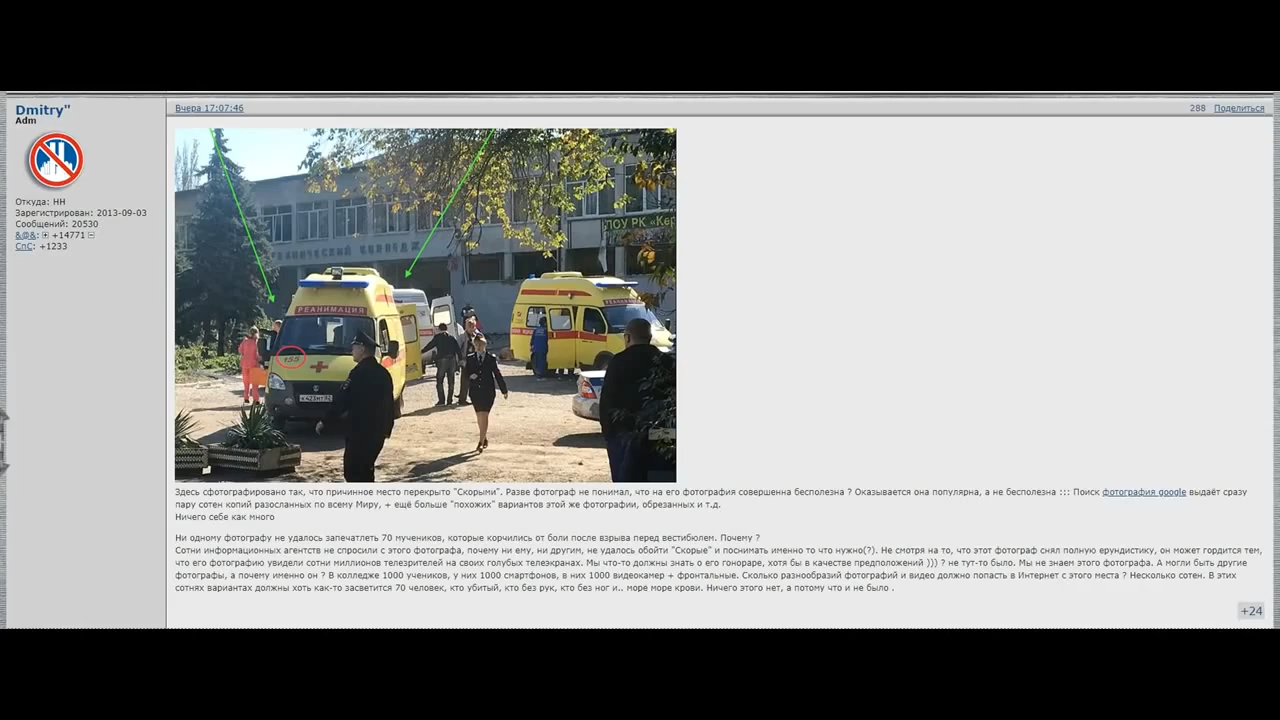 Dmitry"
Adm
Откуда: НН
Зарегистрирован: 2013-09-03
Сообщений: 20530
&@&: + +14771 −
СпС: +1233
Вчера 17:07:46
288 Поделиться
ЛОУ РК «Кер
ХНИЧЕСКИЙ КОЛЛЕДЖ
РЕАНИМАЦИЯ
РЕАНИМАЦИЯ
155
Здесь сфотографировано так, что причинное место перекрыто "Скорыми". Разве фотограф не понимал, что на его фотография совершенна бесполезна ? Оказывается она популярна, а не бесполезна ::: Поиск фотография google выдаёт сразу
пару сотен копий разосланных по всему Миру, + ещё больше "похожих" вариантов этой же фотографии, обрезанных и т.д.
Ничего себе как много
Ни одному фотографу не удалось запечатлеть 70 мучеников, которые корчились от боли после взрыва перед вестибюлем. Почему ?
Сотни информационных агентств не спросили с этого фотографа, почему ни ему, ни другим, не удалось обойти "Скорые" и поснимать именно то что нужно(?). Не смотря на то, что этот фотограф снял полную ерундистику, он может гордится тем,
что его фотографию увидели сотни миллионов телезрителей на своих голубых телеэкранах. Мы что-то должны знать о его гонораре, хотя бы в качестве предположений ))) ? не тут-то было. Мы не знаем этого фотографа. А могли быть другие
фотографы, а почему именно он ? В колледже 1000 учеников, у них 1000 смартфонов, в них 1000 видеокамер + фронтальные. Сколько разнообразий фотографий и видео должно попасть в Интернет с этого места ? Несколько сотен. В этих
сотнях вариантах должны хоть как-то засветится 70 человек, кто убитый, кто без рук, кто без ног и.. море море крови. Ничего этого нет, а потому что и не было .
+24